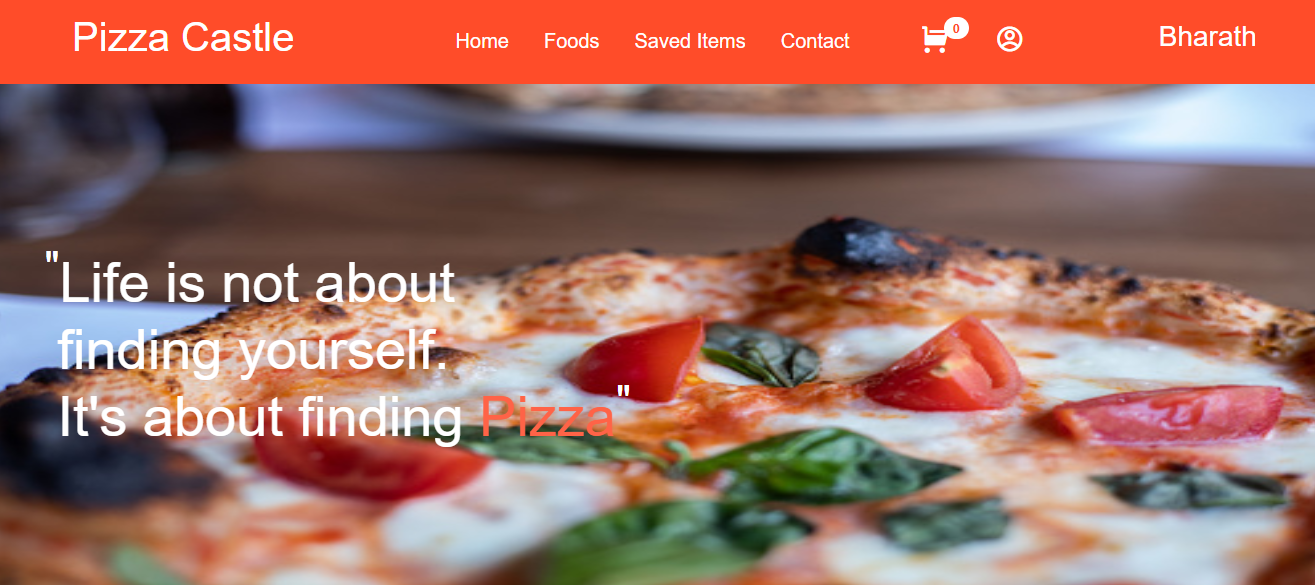 Pizza Castle
Home Foods Saved Items Contact
0
Bharath
"Life is not about
finding yourself.
It's about finding Pizza"